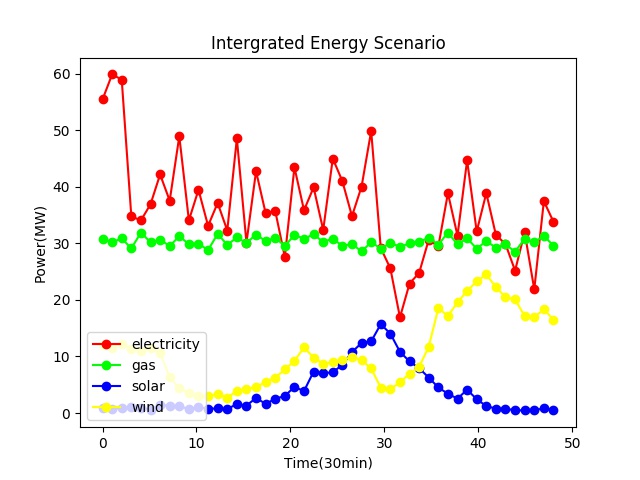 Intergrated Energy Scenario
Power(MW)
60
50
40
30
20
10
0
electricity
gas
solar
wind
0 10 20 30 40 50
Time(30min)